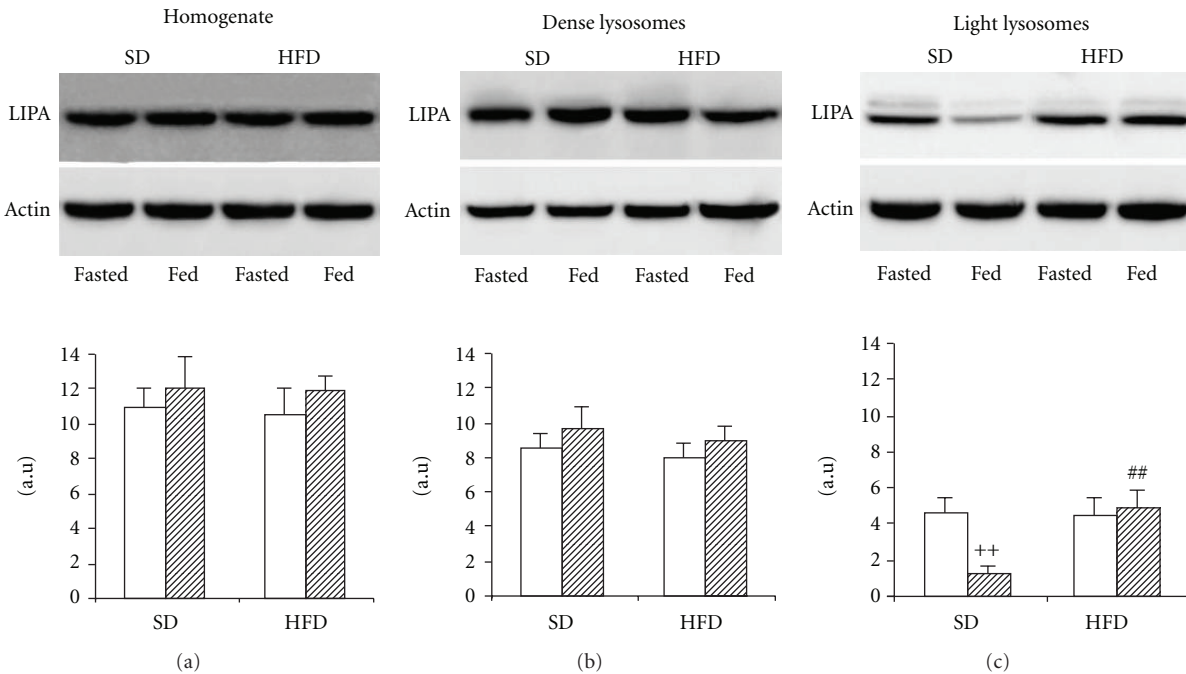 Homogenate
SD HFD
LIPA
Actin
Fasted Fed Fasted Fed
14
12
10
8
6
4
2
0
(a.u)
SD HFD
(a)
Dense lysosomes
SD HFD
LIPA
Actin
Fasted Fed Fasted Fed
14
12
10
8
6
4
2
0
(a.u)
SD HFD
(b)
Light lysosomes
SD HFD
LIPA
Actin
Fasted Fed Fasted Fed
14
12
10
8
6
4
2
0
(a.u)
++
##
SD HFD
(c)